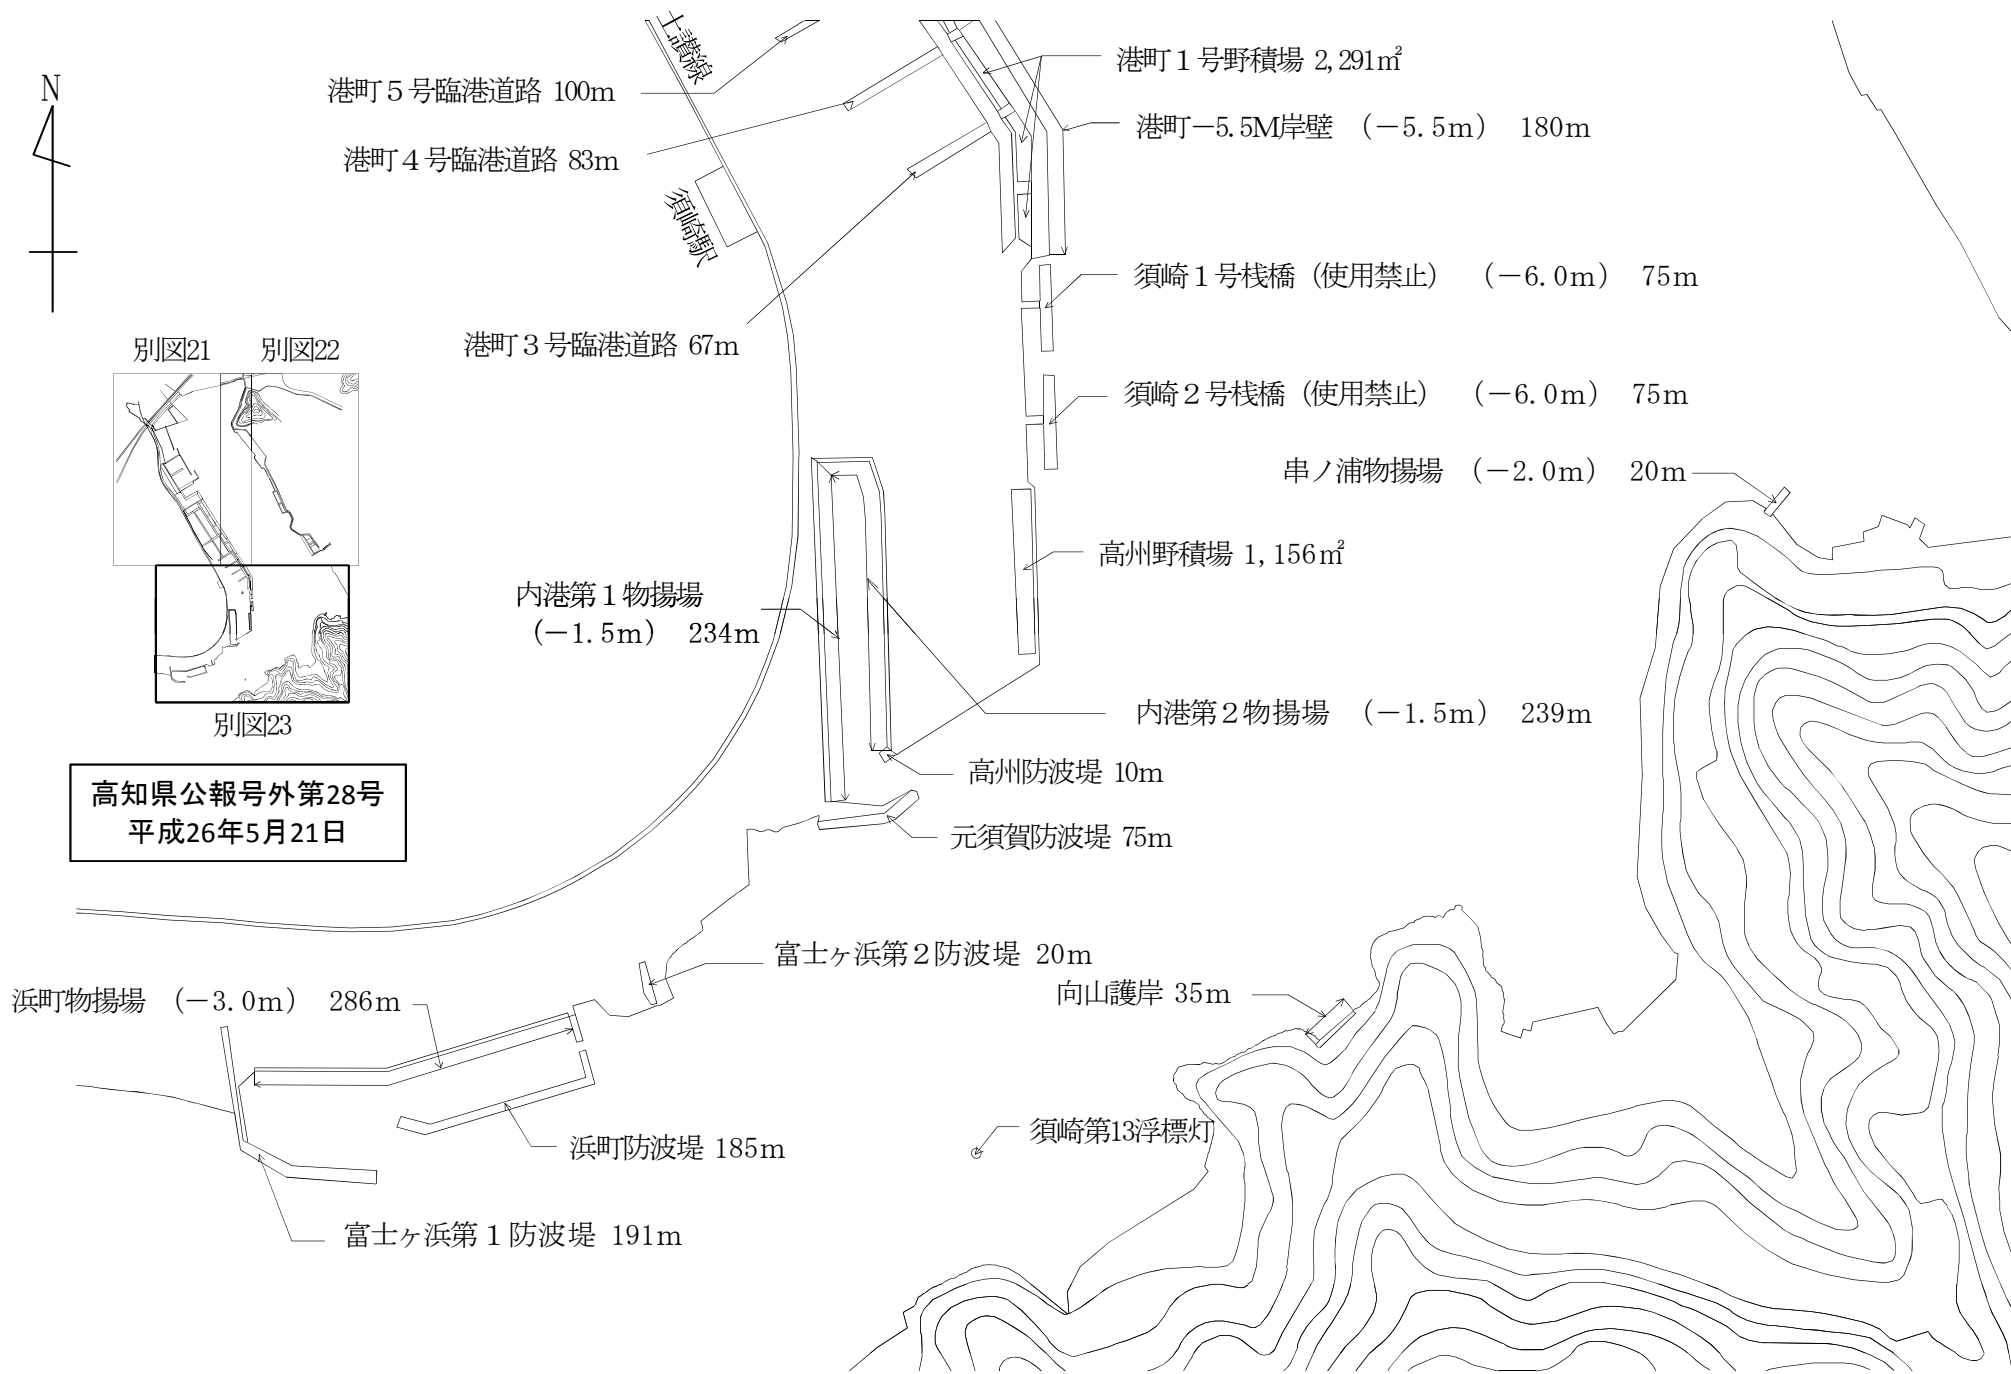 土讃線
港町１号野積場 2,291㎡
N
港町５号臨港道路 100m
港町－5.5M岸壁 （－5.5m） 180m
港町４号臨港道路 83m
須崎駅
須崎１号桟橋（使用禁止） （－6.0m） 75m
港町３号臨港道路 67m
別図21 別図22
須崎２号桟橋（使用禁止） （－6.0m） 75m
串ノ浦物揚場 （－2.0m） 20m
高州野積場 1,156㎡
内港第１物揚場
（－1.5m） 234m
内港第２物揚場 （－1.5m） 239m
別図23
高州防波堤 10m
高知県公報号外第28号
平成26年5月21日
元須賀防波堤 75m
富士ヶ浜第２防波堤 20m
浜町物揚場 （－3.0m） 286m
向山護岸 35m
須崎第13浮標灯
浜町防波堤 185m
富士ヶ浜第１防波堤 191m